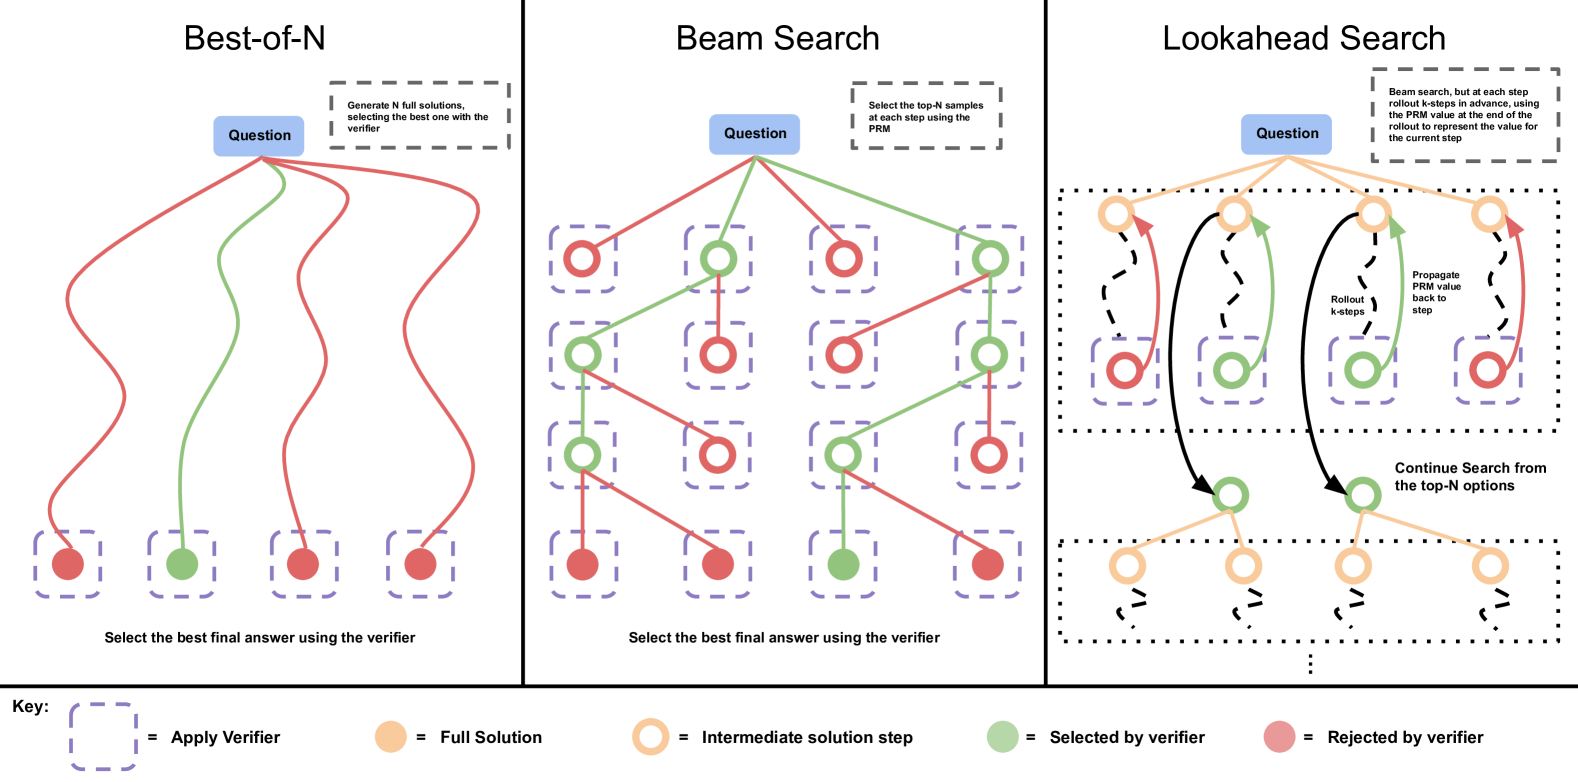 Best-of-N
Generate N full solutions,
selecting the best one with the
verifier
Question
Select the best final answer using the verifier
Beam Search
Select the top-N samples
at each step using the
PRM
Question
Select the best final answer using the verifier
Lookahead Search
Beam search, but at each step
rollout k-steps in advance, using
the PRM value at the end of the
rollout to represent the value for
the current step
Question
Rollout
k-steps
Propagate
PRM value
back to
step
Continue Search from
the top-N options
Key:
= Apply Verifier
= Full Solution
= Intermediate solution step
= Selected by verifier
= Rejected by verifier